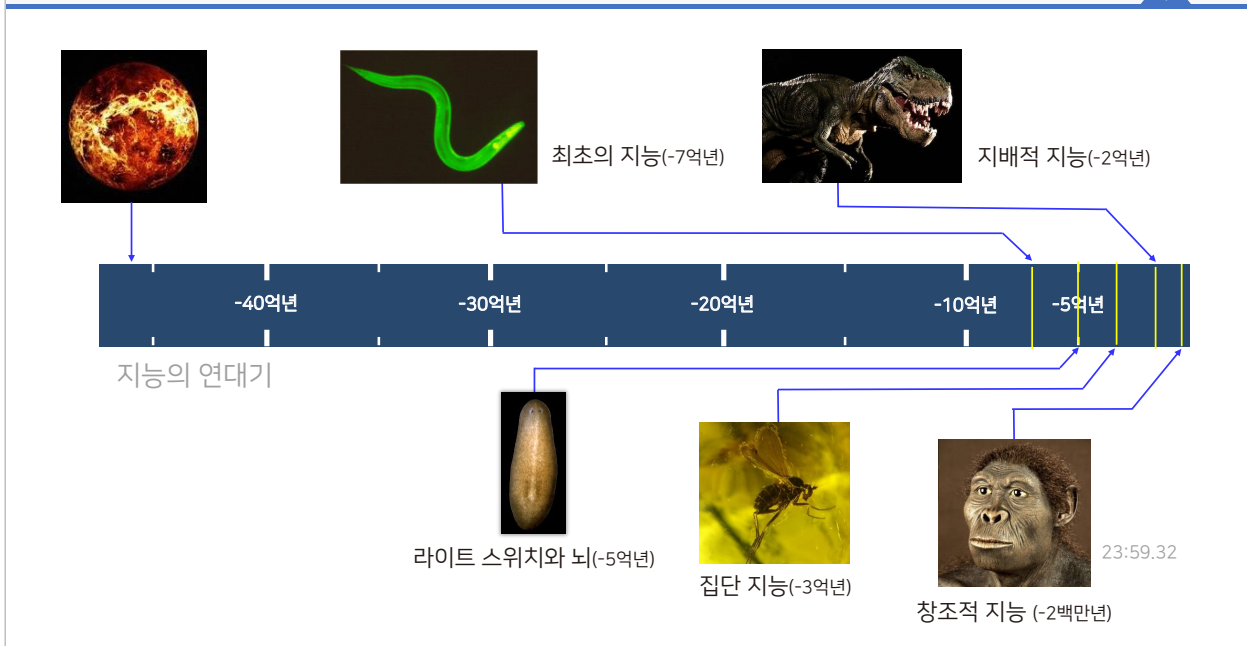 최초의 지능(-7억년)
지배적 지능(-2억년)
-40억년
-30억년
-20억년
-10억년
-5억년
지능의 연대기
라이트 스위치와 뇌(-5억년)
집단 지능(-3억년)
23:59.32
창조적 지능 (-2백만년)